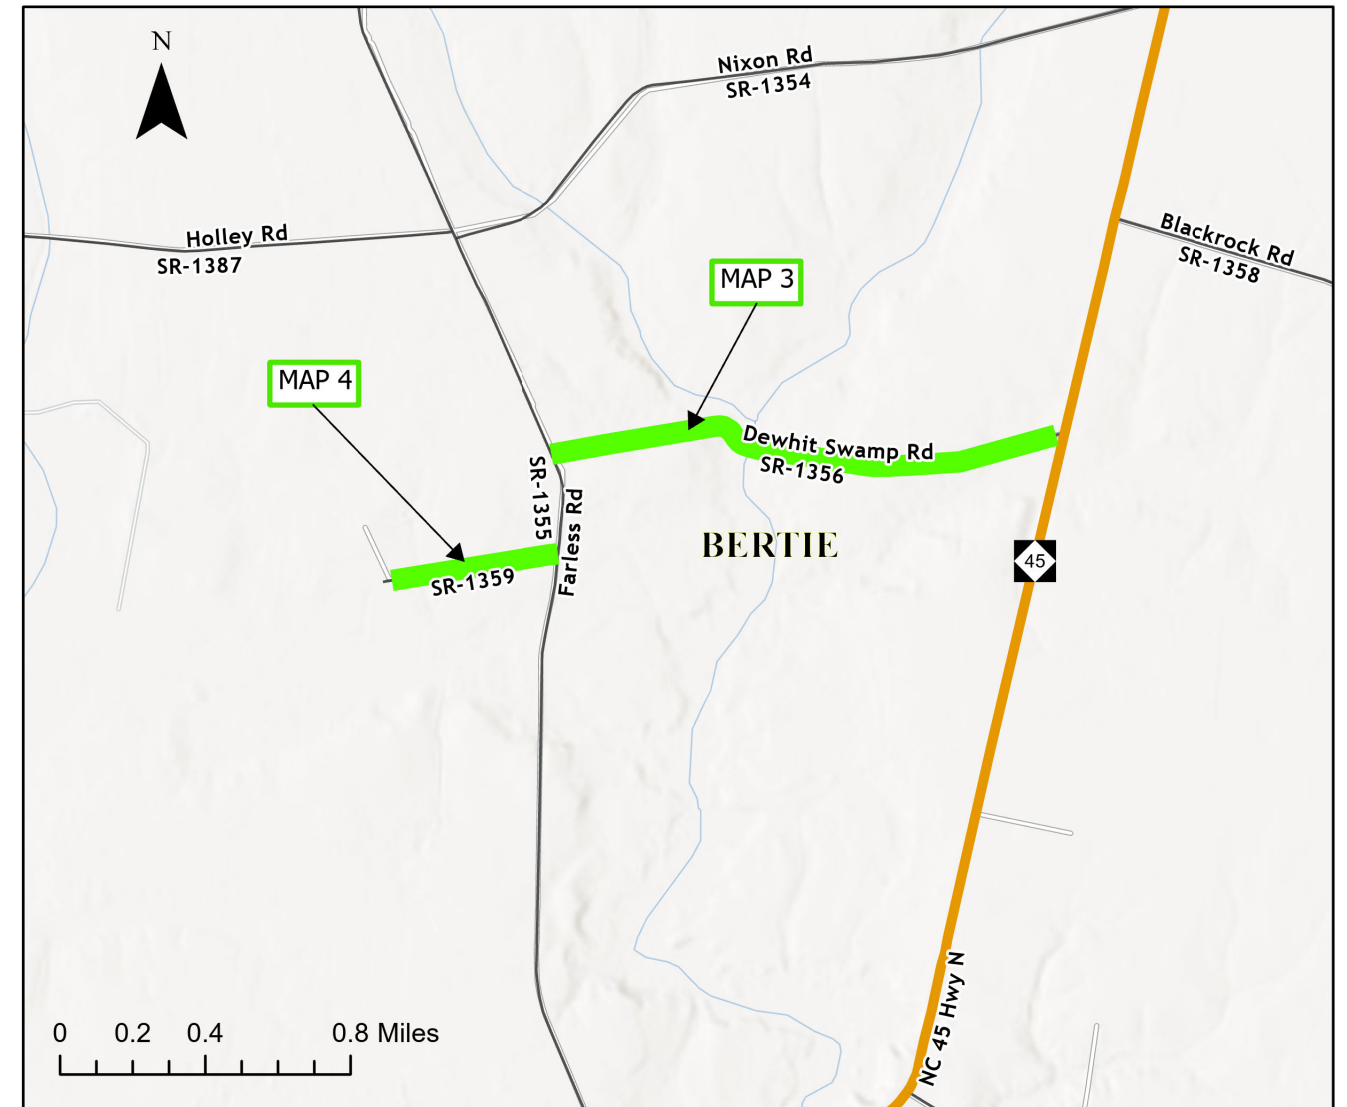 N
Nixon Rd
SR-1354
Holley Rd
SR-1387
Blackrock Rd
SR-1358
MAP 3
MAP 4
Dewhit Swamp Rd
SR-1356
SR-1355
Farless Rd
SR-1359
BERTIE
45
NC 45 Hwy N
0 0.2 0.4 0.8 Miles